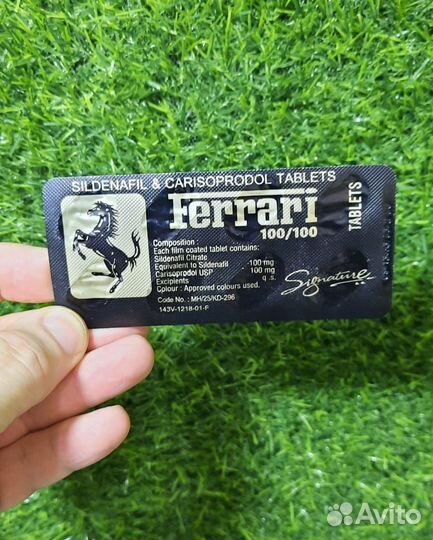 SILDENAFIL & CARISOPRODOL TABLETS
Ferrari
100/100
TABLETS
Composition
Each film coated tablet contains:
Sildenafil Citrate
Equivalent to Sildenafil -100 mg
Carisoprodol USP 100 mg
Excipients q.s.
Colour : Approved colours used.
Code No. : MH/25/KD-296
143V-1218-01-F
Signature
Avito